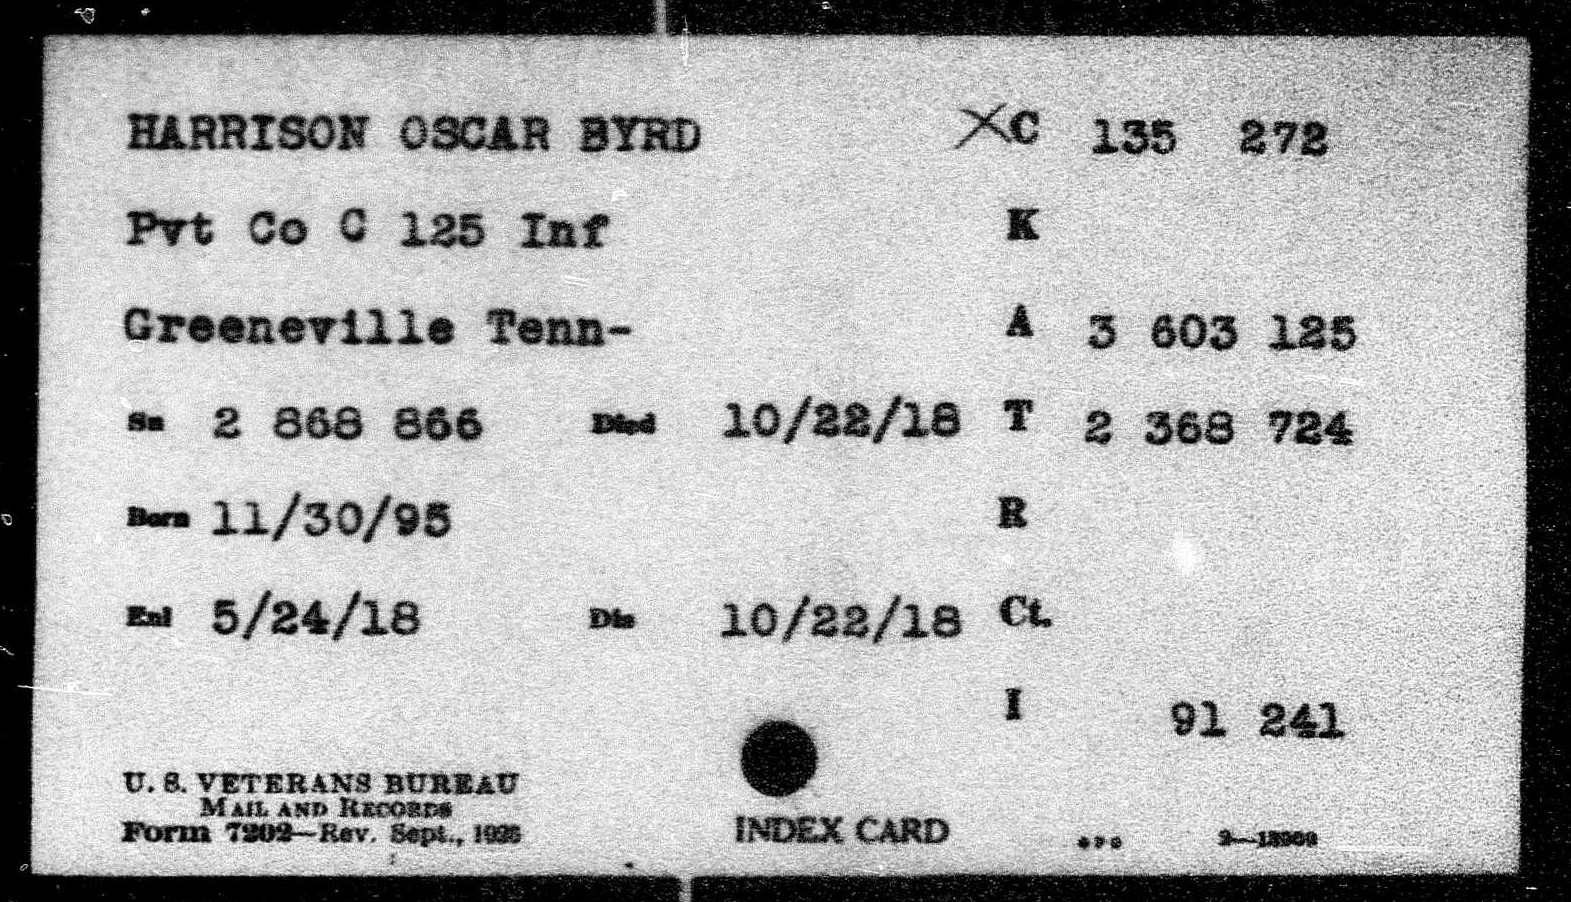 HARRISON OSCAR BYRD XC 135 272
Pvt Co C 125 Inf K
Greeneville Tenn- A 3 603 125
Sn 2 868 866 Died 10/22/18 T 2 368 724
Born 11/30/95 R
Enl 5/24/18 Dis 10/22/18 Ct.
I 91 241
U. S. VETERANS BUREAU
MAIL AND RECORDS
Form 7202—Rev. Sept., 1926 INDEX CARD